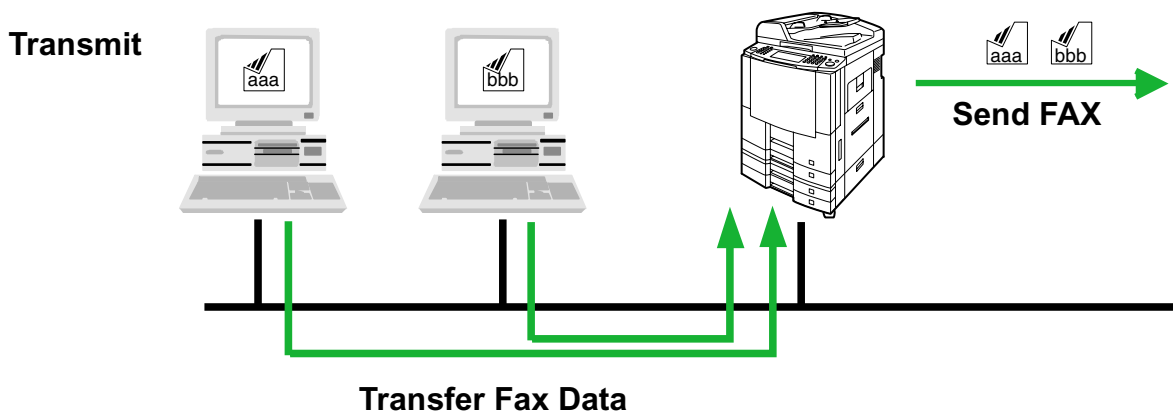 Transmit
aaa
bbb
aaa bbb
Send FAX
Transfer Fax Data